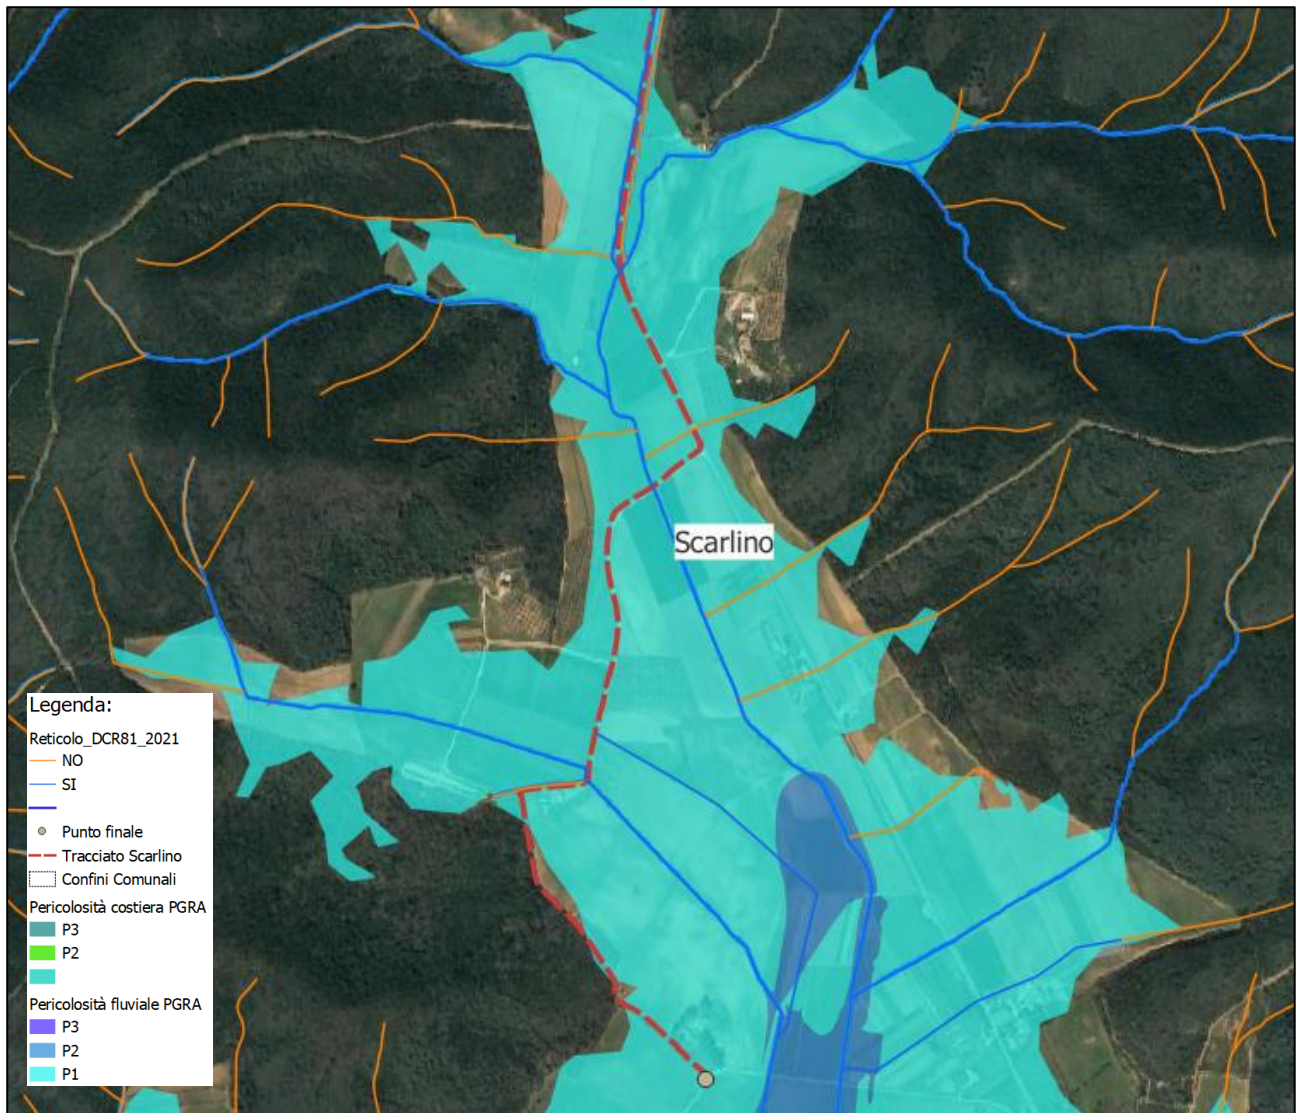 Scarlino
Legenda:
Reticolo_DCR81_2021
NO
SI
Punto finale
Tracciato Scarlino
Confini Comunali
Pericolosità costiera PGRA
P3
P2
Pericolosità fluviale PGRA
P3
P2
P1